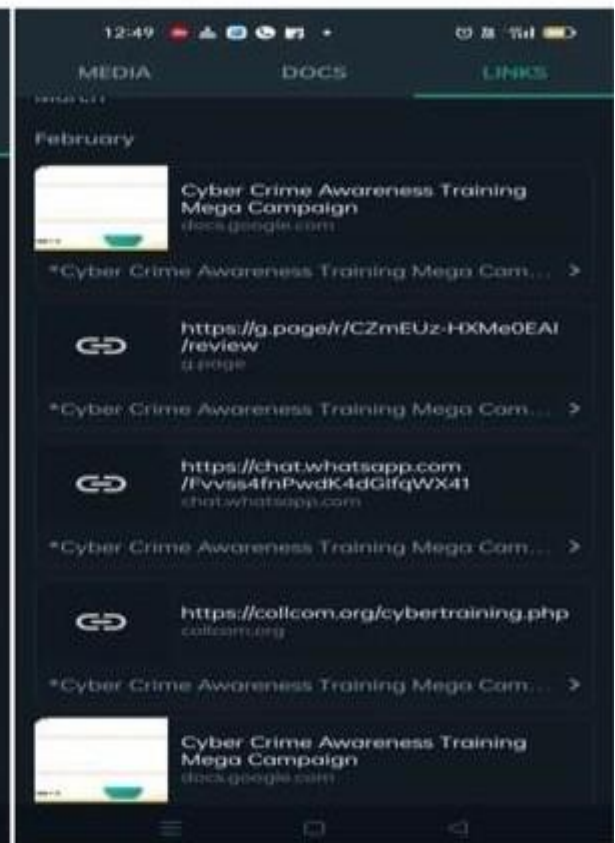 12:49
MEDIA DOCS LINKS
March
February
Cyber Crime Awareness Training
Mega Campaign
docs.google.com
*Cyber Crime Awareness Training Mega Cam... >
https://g.page/r/CZmEUz-HXMe0EAI
/review
g.page
*Cyber Crime Awareness Training Mega Cam... >
https://chat.whatsapp.com
/Fvvss4fnPwdK4dGlfqWX41
chat.whatsapp.com
*Cyber Crime Awareness Training Mega Cam... >
https://collcom.org/cybertraining.php
collcom.org
*Cyber Crime Awareness Training Mega Cam... >
Cyber Crime Awareness Training
Mega Campaign
docs.google.com